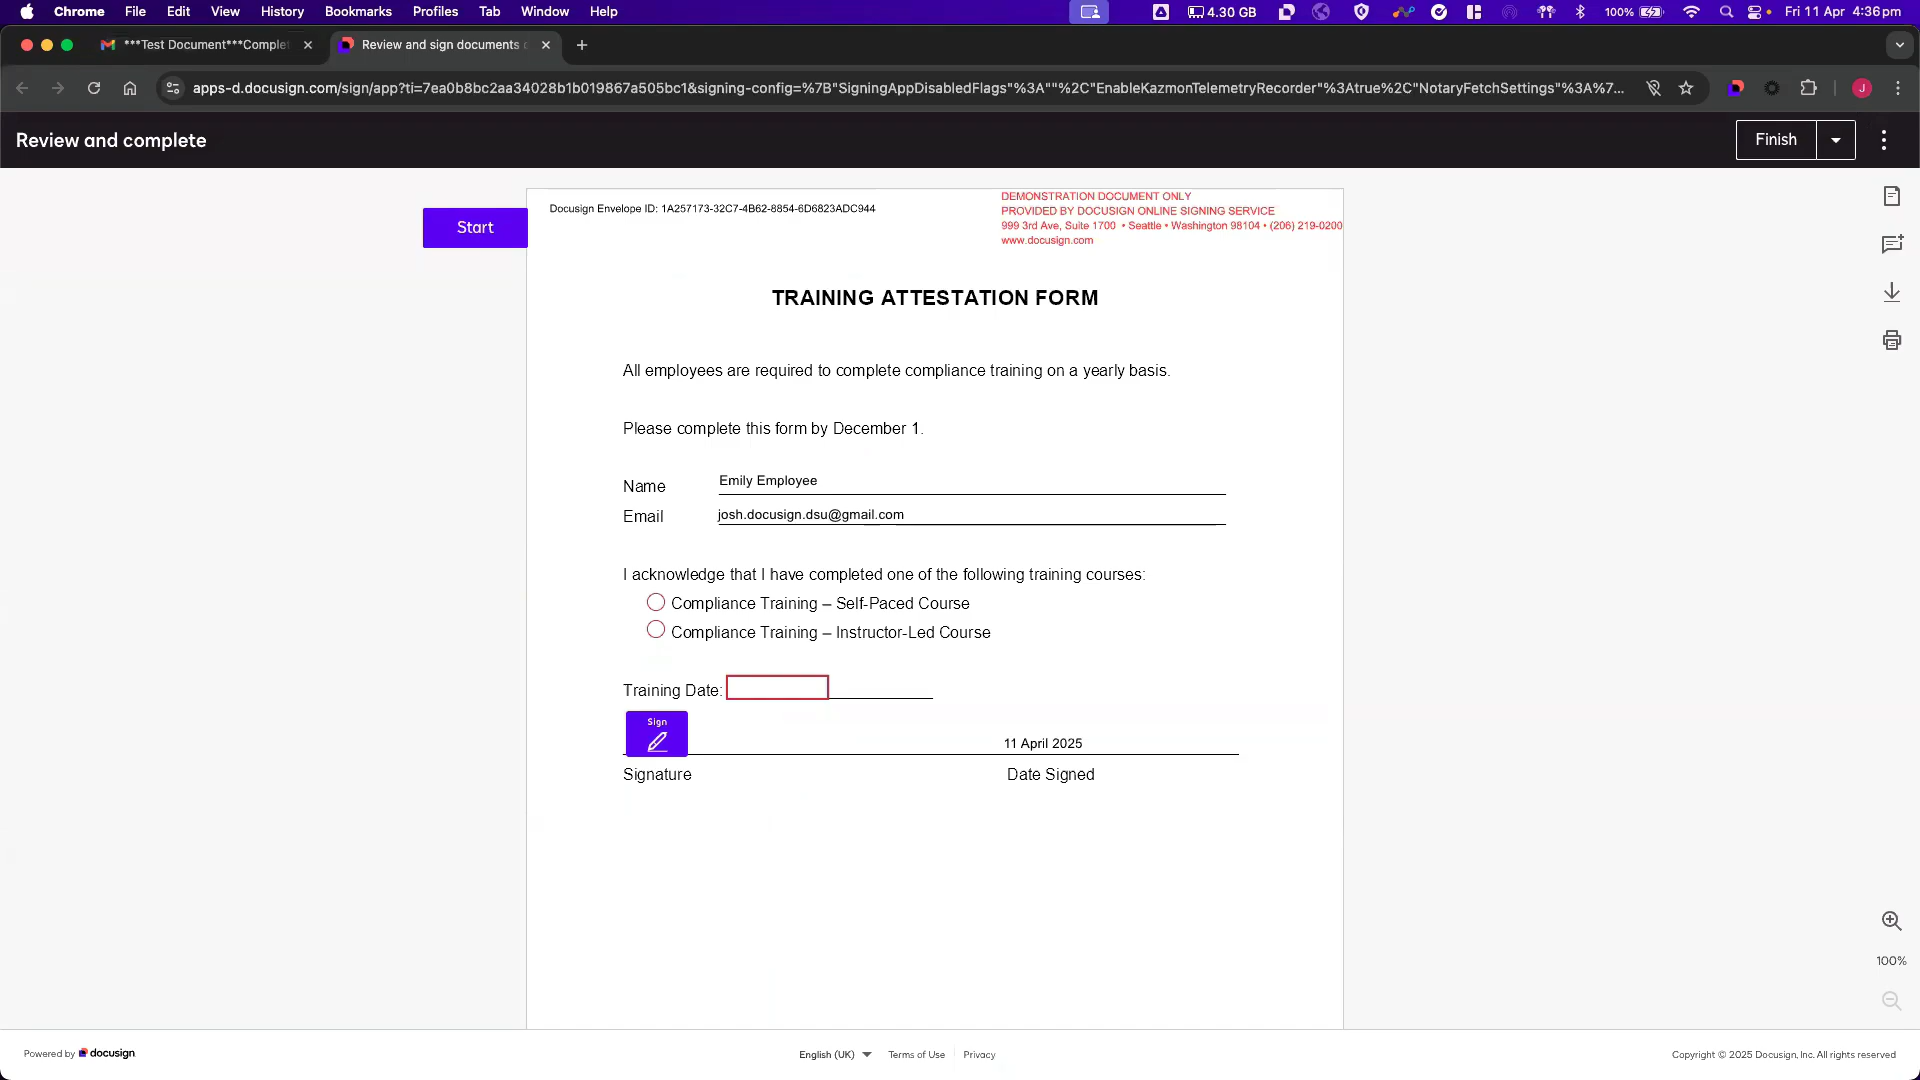 Chrome File Edit View History Bookmarks Profiles Tab Window Help 4.30 GB 100% Fri 11 Apr 4:36 pm
***Test Document***Complet
Review and sign documents
apps-d.docusign.com/sign/app?ti=7ea0b8bc2aa34028b1b019867a505bc1&signing-config=%7B"SigningAppDisabledFlags"%3A""%2C"EnableKazmonTelemetryRecorder"%3Atrue%2C"NotaryFetchSettings"%3A%7...
J
Review and complete
Finish
Start
Docusign Envelope ID: 1A257173-32C7-4B62-8854-6D6823ADC944
DEMONSTRATION DOCUMENT ONLY
PROVIDED BY DOCUSIGN ONLINE SIGNING SERVICE
999 3rd Ave, Suite 1700 • Seattle • Washington 98104 • (206) 219-0200
www.docusign.com
TRAINING ATTESTATION FORM
All employees are required to complete compliance training on a yearly basis.
Please complete this form by December 1.
Name Emily Employee
Email josh.docusign.dsu@gmail.com
I acknowledge that I have completed one of the following training courses:
Compliance Training – Self-Paced Course
Compliance Training – Instructor-Led Course
Training Date:
Sign
11 April 2025
Signature Date Signed
100%
Powered by docusign
English (UK) Terms of Use Privacy
Copyright © 2025 Docusign, Inc. All rights reserved